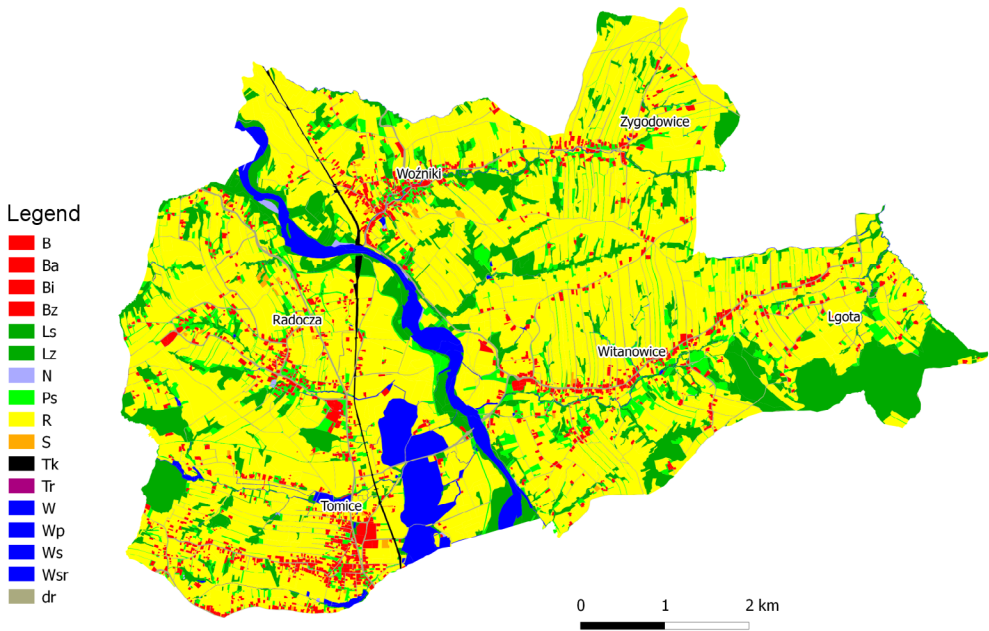 Zygodowice
Woźniki
Legend
B
Ba
Bi
Bz
Ls
Lz
N
Ps
R
S
Tk
Tr
W
Wp
Ws
Wsr
dr
Radocza
Lgota
Witanowice
Tomice
0 1 2 km